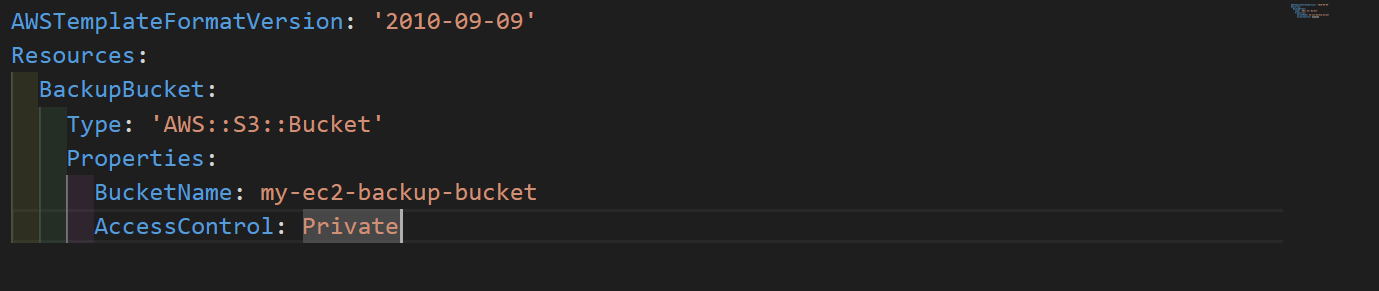 AWSTemplateFormatVersion: '2010-09-09'
Resources:
  BackupBucket:
    Type: 'AWS::S3::Bucket'
    Properties:
      BucketName: my-ec2-backup-bucket
      AccessControl: Private